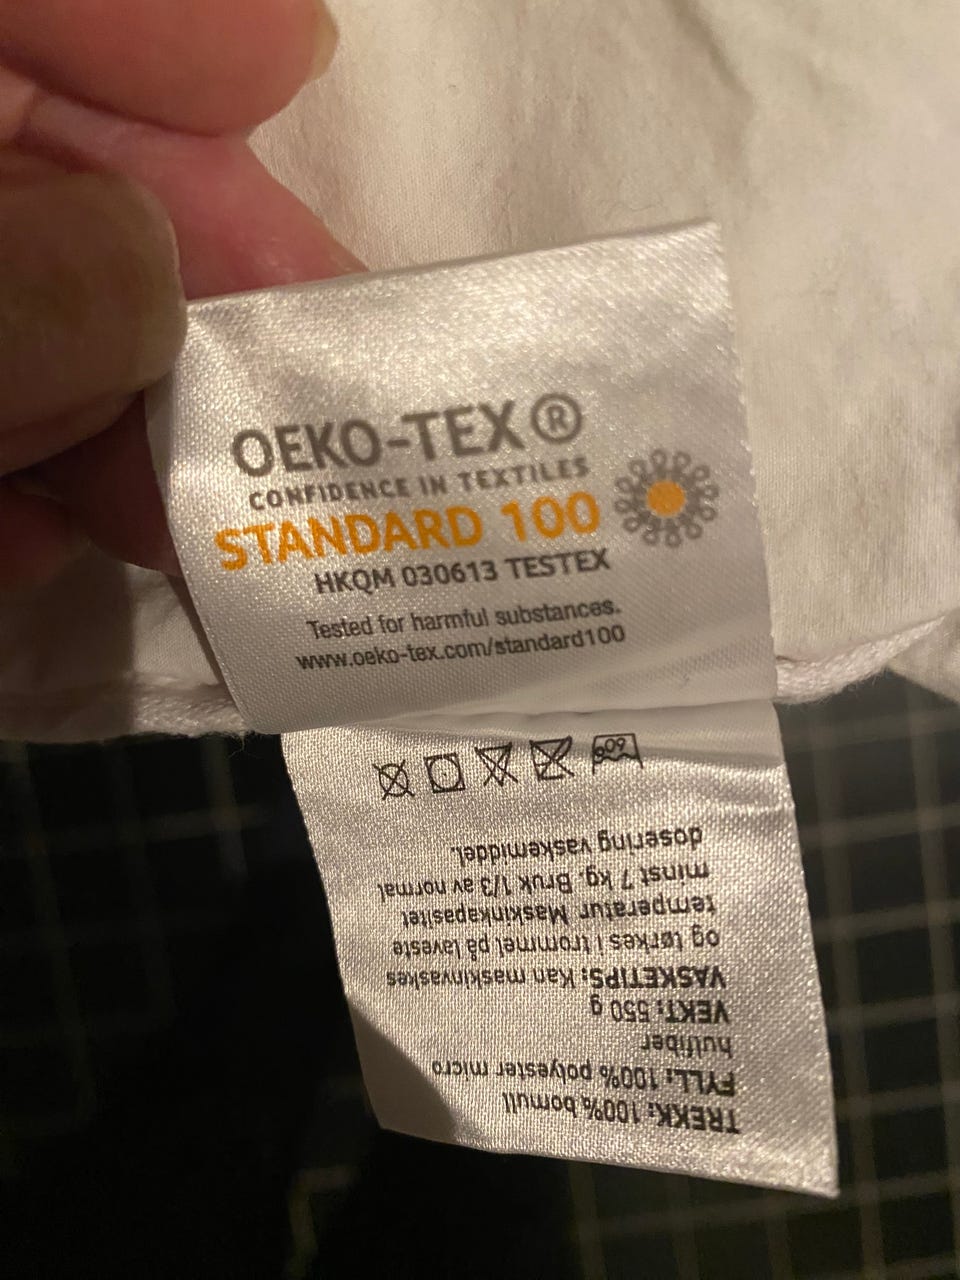 OEKO-TEX®
CONFIDENCE IN TEXTILES
STANDARD 100
HKQM 030613 TESTEX
Tested for harmful substances.
www.oeko-tex.com/standard100
TREKK: 100% bomull
FYLL: 100% polyester micro
hulfiber
VEKT: 550 g
VASKETIPS: Kan maskinvaskes
og tørkes i trommel på laveste
temperatur Maskinkapasitet
minst 7 kg. Bruk 1/3 av normal
dosering vaskemiddel.
60°